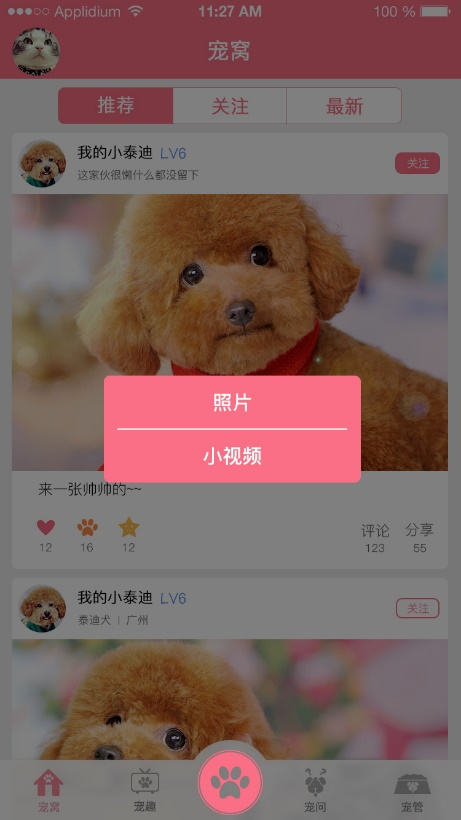 Applidium 11:27 AM 100 %
宠窝
推荐 关注 最新
我的小泰迪 LV6
关注
这家伙很懒什么都没留下
照片
小视频
来一张帅帅的~~
评论 分享
12 16 12 123 55
我的小泰迪 LV6
关注
泰迪犬 | 广州
宠窝 宠趣 宠问 宠管